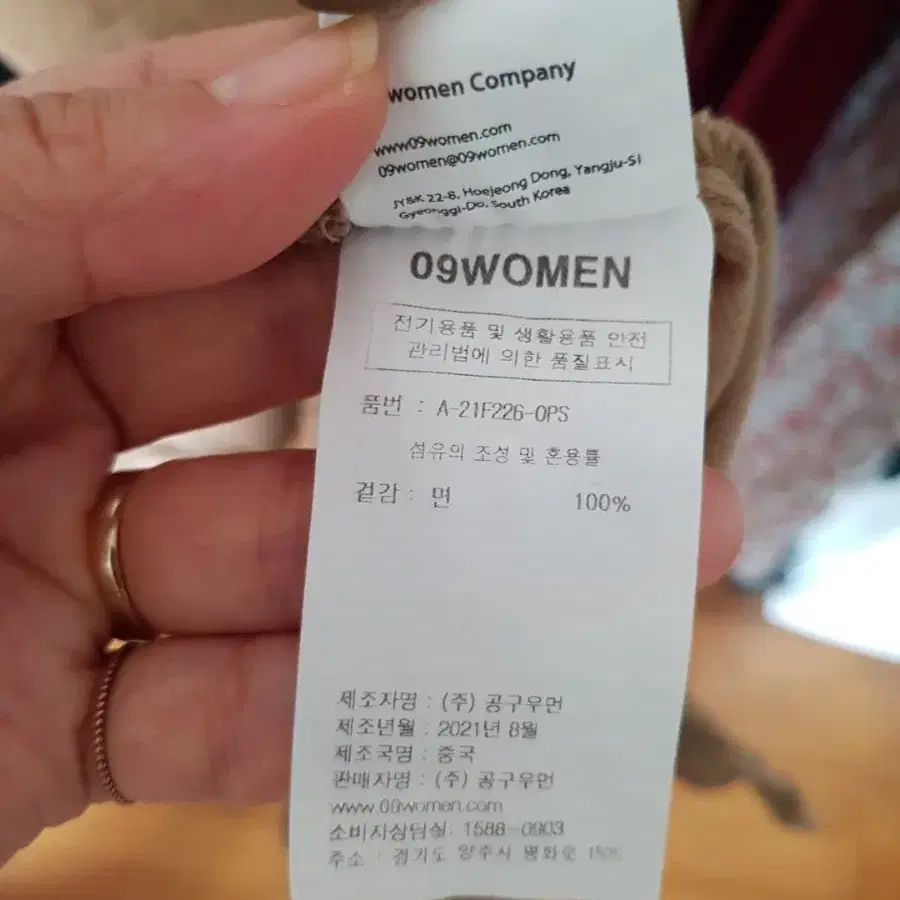 women Company
www09women.com
09women@09women.com
JY&K 22-8, Hoejeong Dong, Yangju-Si
Gyeonggi-Do, South Korea
09WOMEN
전기용품 및 생활용품 안전
관리법에 의한 품질표시
품번 : A-21F226-OPS
섬유의 조성 및 혼용률
겉감 : 면 100%
제조자명 : (주) 공구우먼
제조년월 : 2021년 8월
제조국명 : 중국
판매자명 : (주) 공구우먼
www.09women.com
소비자상담실. 1588-0903
주소 : 경기도 양주시 평화로